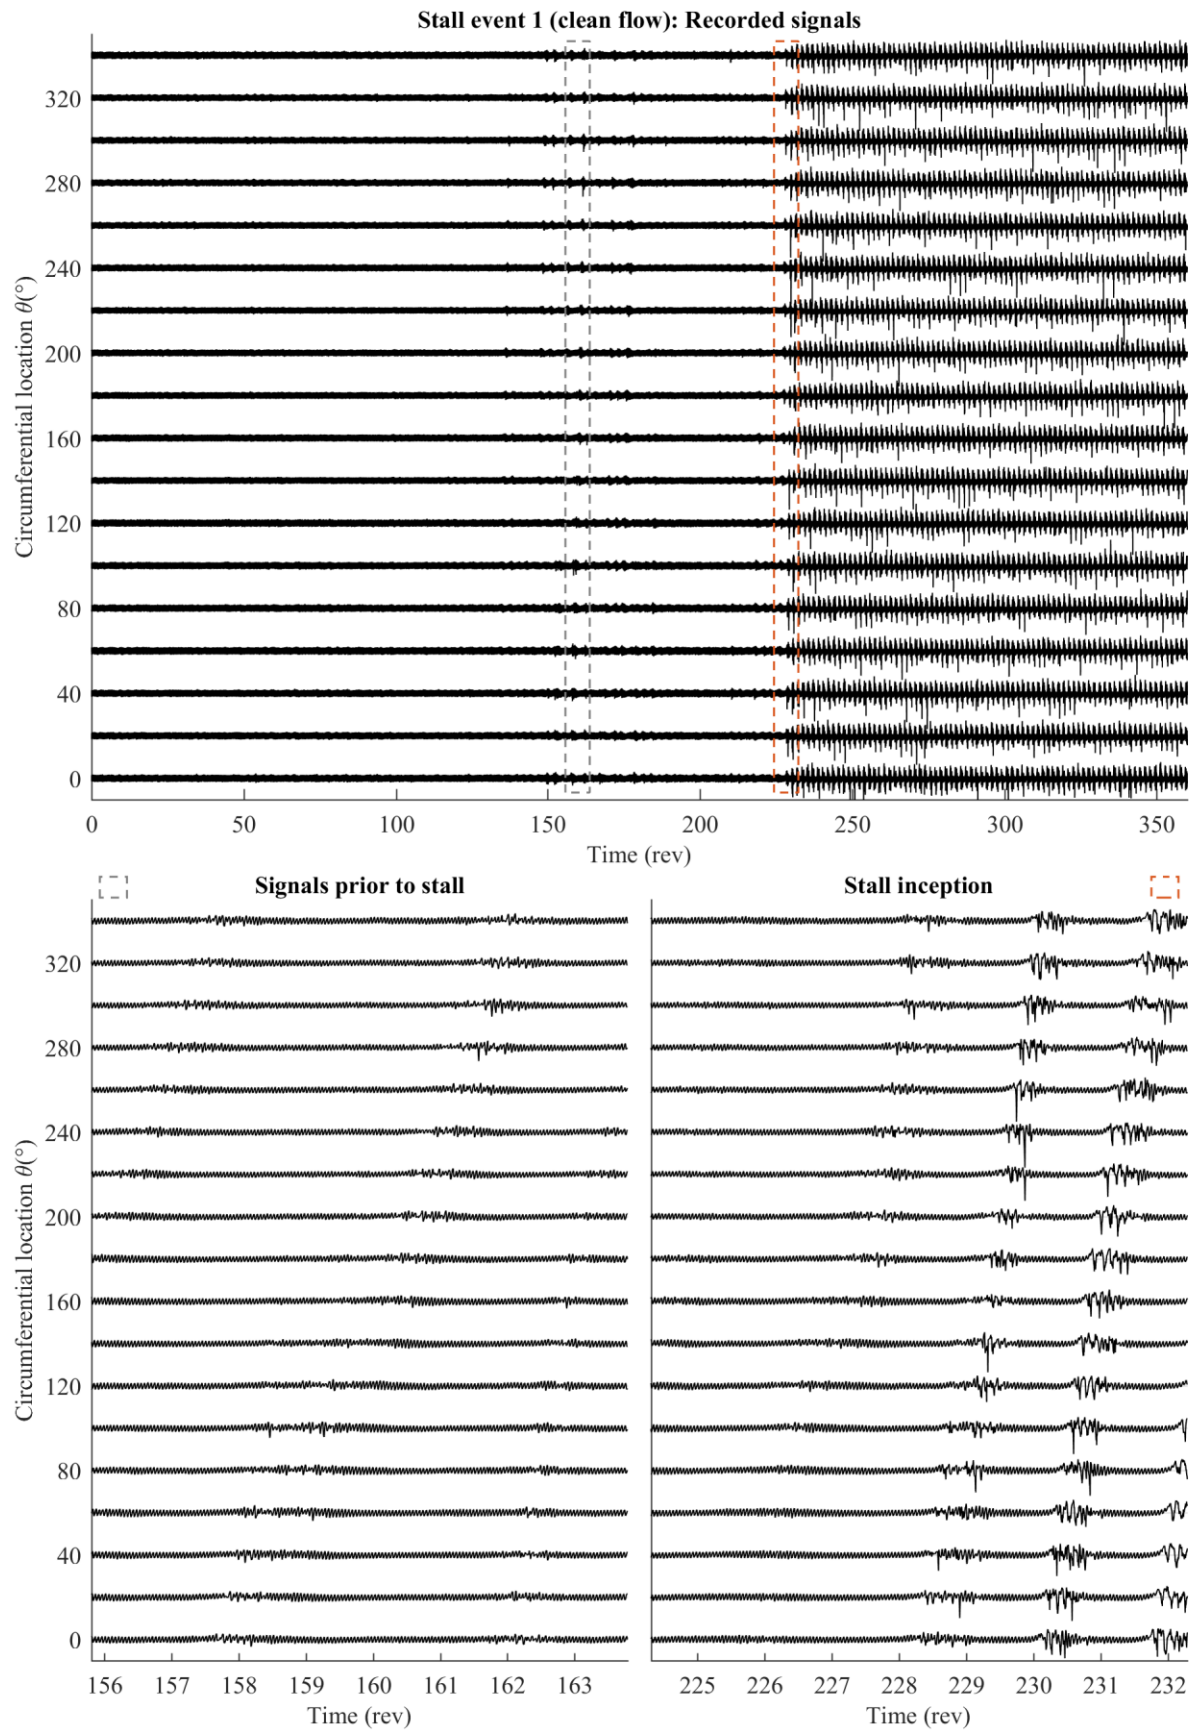 Stall event 1 (clean flow): Recorded signals
Circumferential location θ(°)
320
280
240
200
160
120
80
40
0
0 50 100 150 200 250 300 350
Time (rev)
Signals prior to stall
Stall inception
Circumferential location θ(°)
320
280
240
200
160
120
80
40
0
156 157 158 159 160 161 162 163
225 226 227 228 229 230 231 232
Time (rev)
Time (rev)